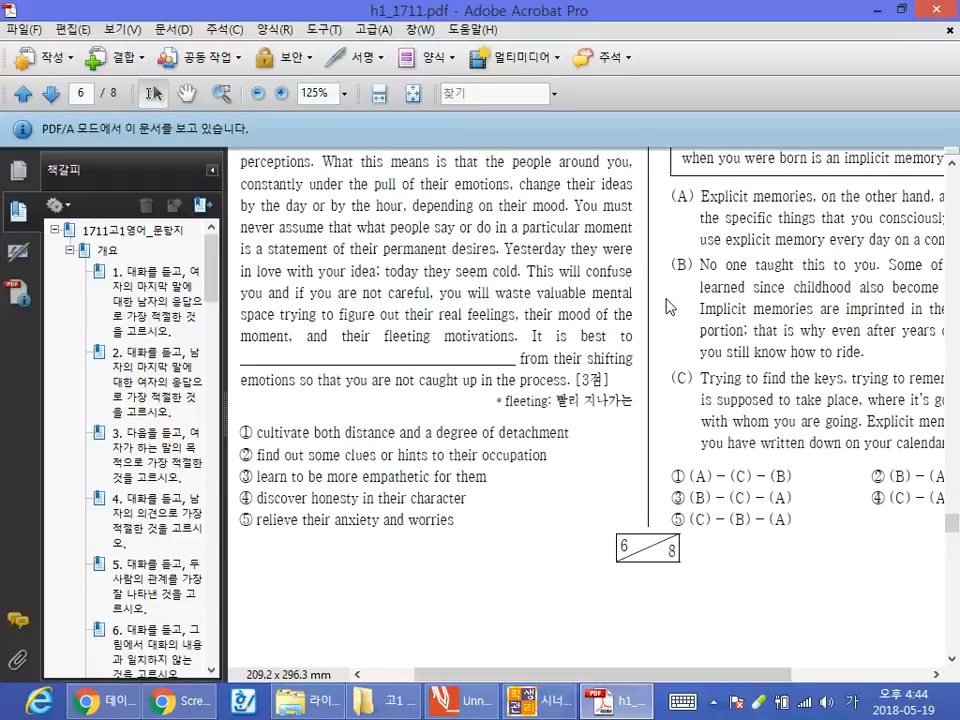 h1_1711.pdf - Adobe Acrobat Pro
파일(F) 편집(E) 보기(V) 문서(D) 주석(C) 양식(R) 도구(T) 고급(A) 창(W) 도움말(H)
작성 결합 공동 작업 보안 서명 양식 멀티미디어 주석
6 / 8 125% 찾기
PDF/A 모드에서 이 문서를 보고 있습니다.
책갈피
1711고1영어_문항지
개요
1. 대화를 듣고, 여
자의 마지막 말에
대한 남자의 응답으
로 가장 적절한 것
을 고르시오.
2. 대화를 듣고, 남
자의 마지막 말에
대한 여자의 응답으
로 가장 적절한 것
을 고르시오.
3. 다음을 듣고, 여
자가 하는 말의 목
적으로 가장 적절한
것을 고르시오.
4. 대화를 듣고, 남
자의 의견으로 가장
적절한 것을 고르시
오.
5. 대화를 듣고, 두
사람의 관계를 가장
잘 나타낸 것을 고
르시오.
6. 대화를 듣고, 그
림에서 대화의 내용
과 일치하지 않는
것을 고르시오.
perceptions. What this means is that the people around you,
constantly under the pull of their emotions, change their ideas
by the day or by the hour, depending on their mood. You must
never assume that what people say or do in a particular moment
is a statement of their permanent desires. Yesterday they were
in love with your idea; today they seem cold. This will confuse
you and if you are not careful, you will waste valuable mental
space trying to figure out their real feelings, their mood of the
moment, and their fleeting motivations. It is best to
from their shifting
emotions so that you are not caught up in the process. [3점]
* fleeting: 빨리 지나가는
① cultivate both distance and a degree of detachment
② find out some clues or hints to their occupation
③ learn to be more empathetic for them
④ discover honesty in their character
⑤ relieve their anxiety and worries
when you were born is an implicit memory
(A) Explicit memories, on the other hand, a
the specific things that you consciously
use explicit memory every day on a con
(B) No one taught this to you. Some of
learned since childhood also become
Implicit memories are imprinted in the
portion; that is why even after years o
you still know how to ride.
(C) Trying to find the keys, trying to reme
is supposed to take place, where it's g
with whom you are going. Explicit mem
you have written down on your calenda
① (A) - (C) - (B) ② (B) - (A
③ (B) - (C) - (A) ④ (C) - (A
⑤ (C) - (B) - (A)
6 8
209.2 x 296.3 mm
데이... Scre... 라이... 고1 ... Unn... 시너... h1_... 가 오후 4:44
2018-05-19